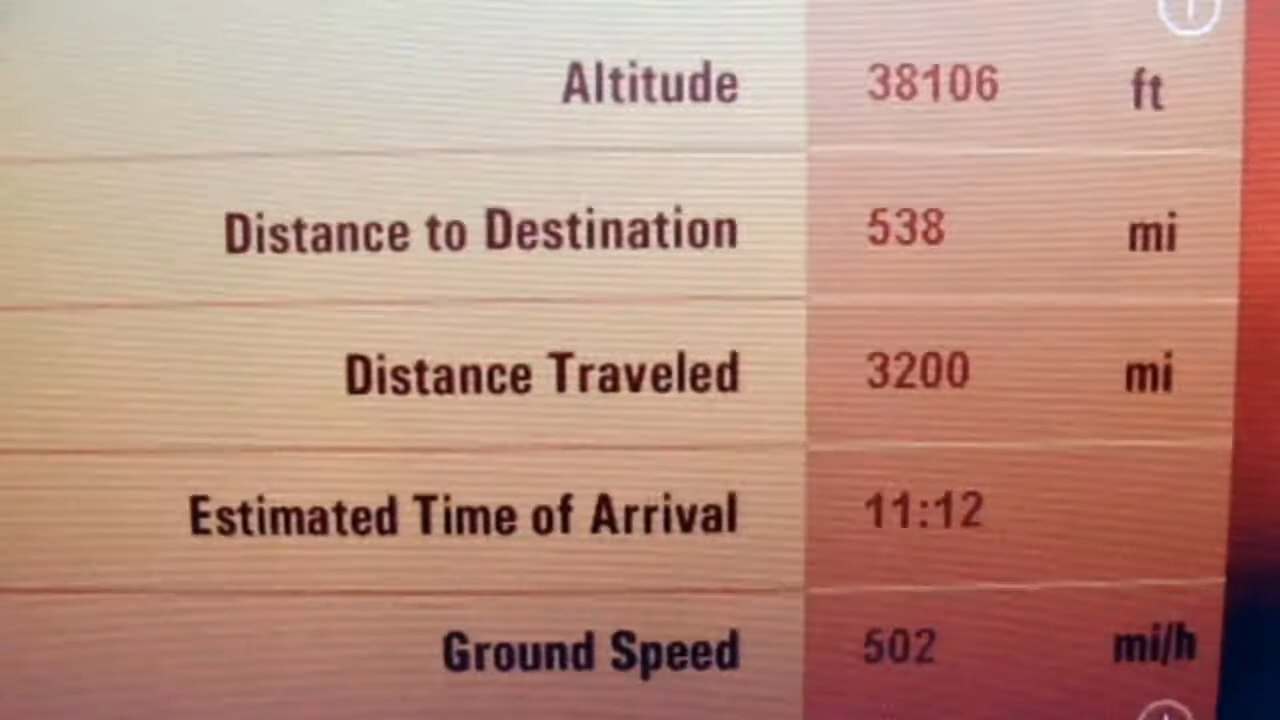 Altitude 38106 ft
Distance to Destination 538 mi
Distance Traveled 3200 mi
Estimated Time of Arrival 11:12
Ground Speed 502 mi/h